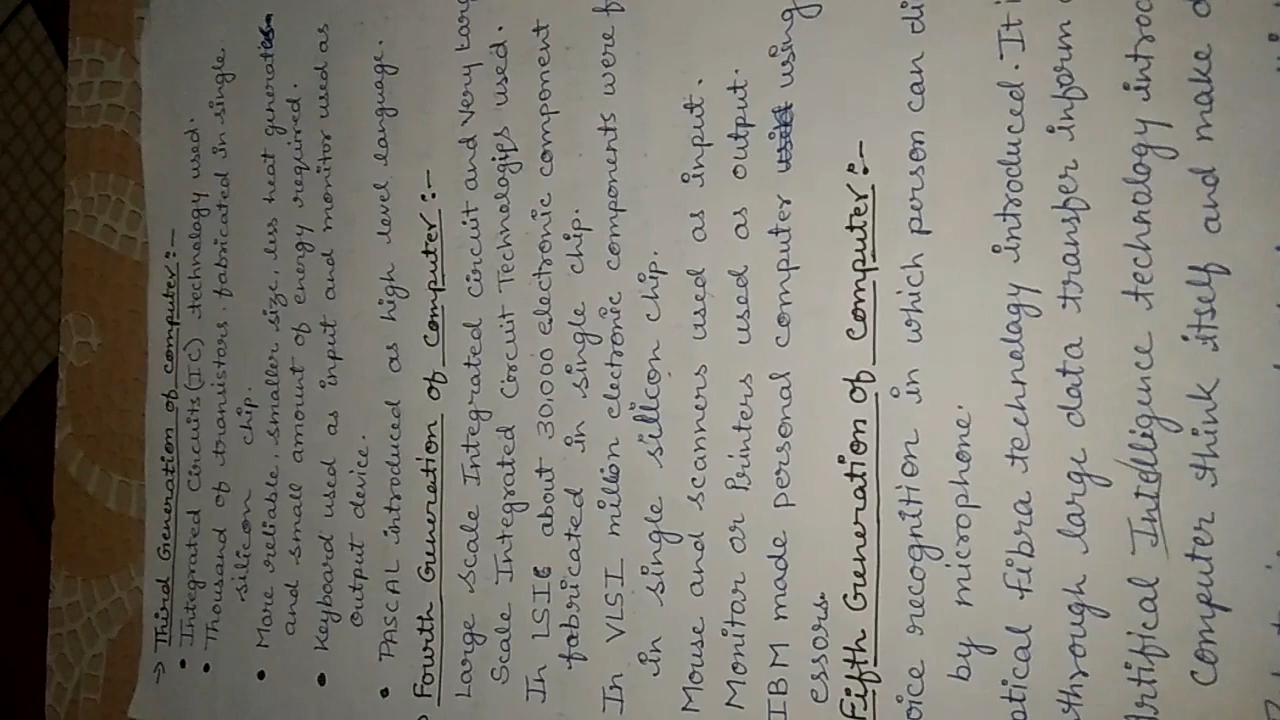 → Third Generation of computer:-
• Integrated Circuits (IC) technology used.
• Thousand of transistors fabricated in single
silicon chip.
• More reliable, smaller size, less heat generates
and small amount of energy required.
• Keyboard used as input and monitor used as
output device.
• PASCAL introduced as high level language.
Fourth Generation of computer:-
Large scale Integrated circuit and Very Larg
Scale Integrated Circuit Technologies used.
In LSIC about 30,000 electronic component
fabricated in single chip.
In VLSI million electronic components were f
in single silicon chip.
Mouse and scanners used as input.
Monitor or Printers used as output.
IBM made personal computer using
essors.
Fifth Generation of Computer:-
oice recognition in which person can di
by microphone.
ptical Fibra technology introduced. It i
through large data transfer inform
Artifical Intelligence technology introc
Computer think itself and make d